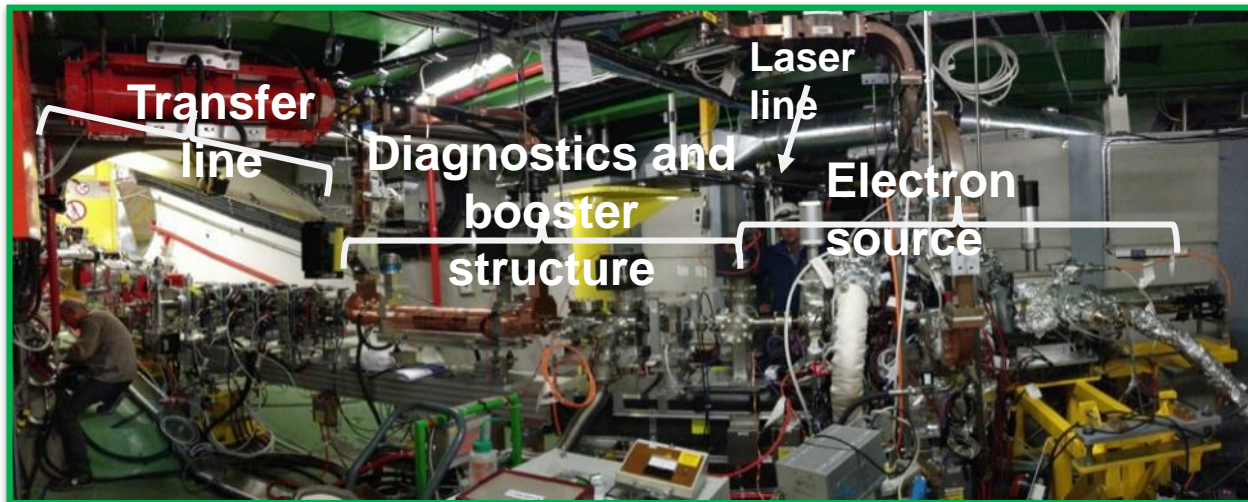 Transfer
line
Diagnostics and
booster
structure
Laser
line
Electron
source